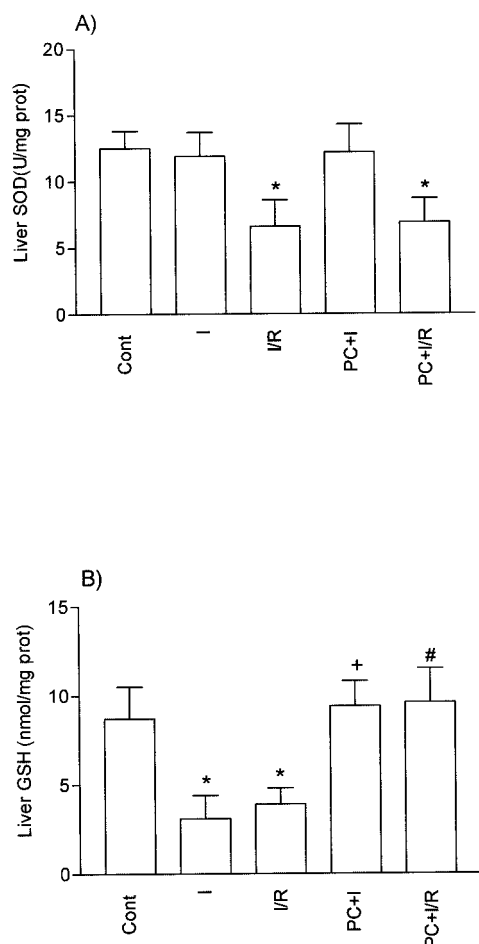 A)
Liver SOD(U/mg prot)
20
15
10
5
0
*
*
Cont
I
I/R
PC+I
PC+I/R
B)
Liver GSH (nmol/mg prot)
15
10
5
0
*
*
+
#
Cont
I
I/R
PC+I
PC+I/R